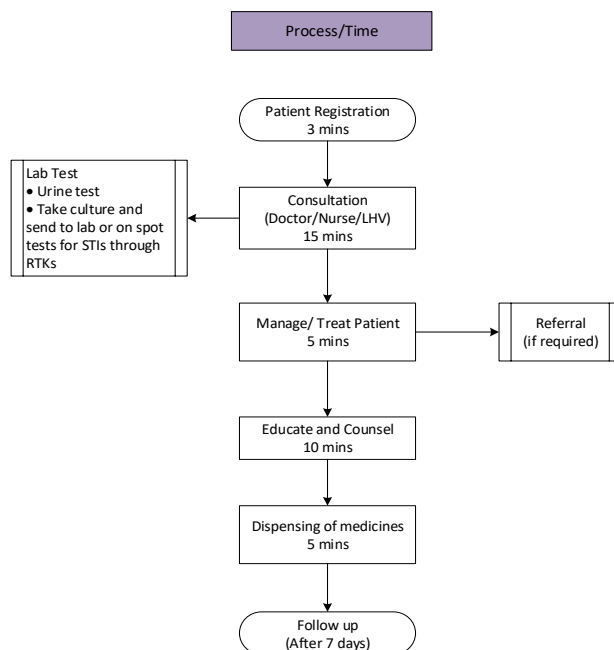 Process/Time
Patient Registration
3 mins
Lab Test
• Urine test
• Take culture and
send to lab or on spot
tests for STIs through
RTKs
Consultation
(Doctor/Nurse/LHV)
15 mins
Manage/ Treat Patient
5 mins
Referral
(if required)
Educate and Counsel
10 mins
Dispensing of medicines
5 mins
Follow up
(After 7 days)